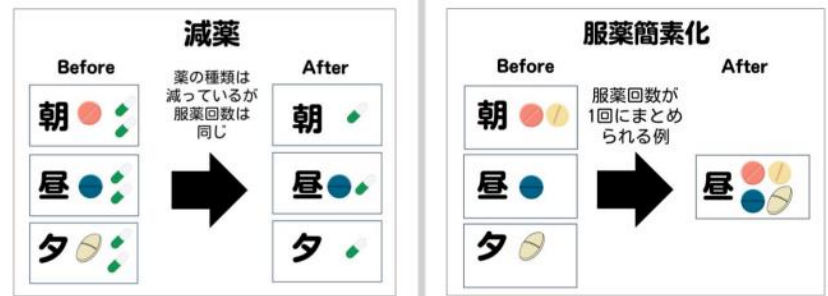 減薬
Before
After
薬の種類は
減っているが
服薬回数は
同じ
朝
昼
夕
朝
昼
夕
服薬簡素化
Before
After
服薬回数が
1回にまとめ
られる例
朝
昼
夕
昼